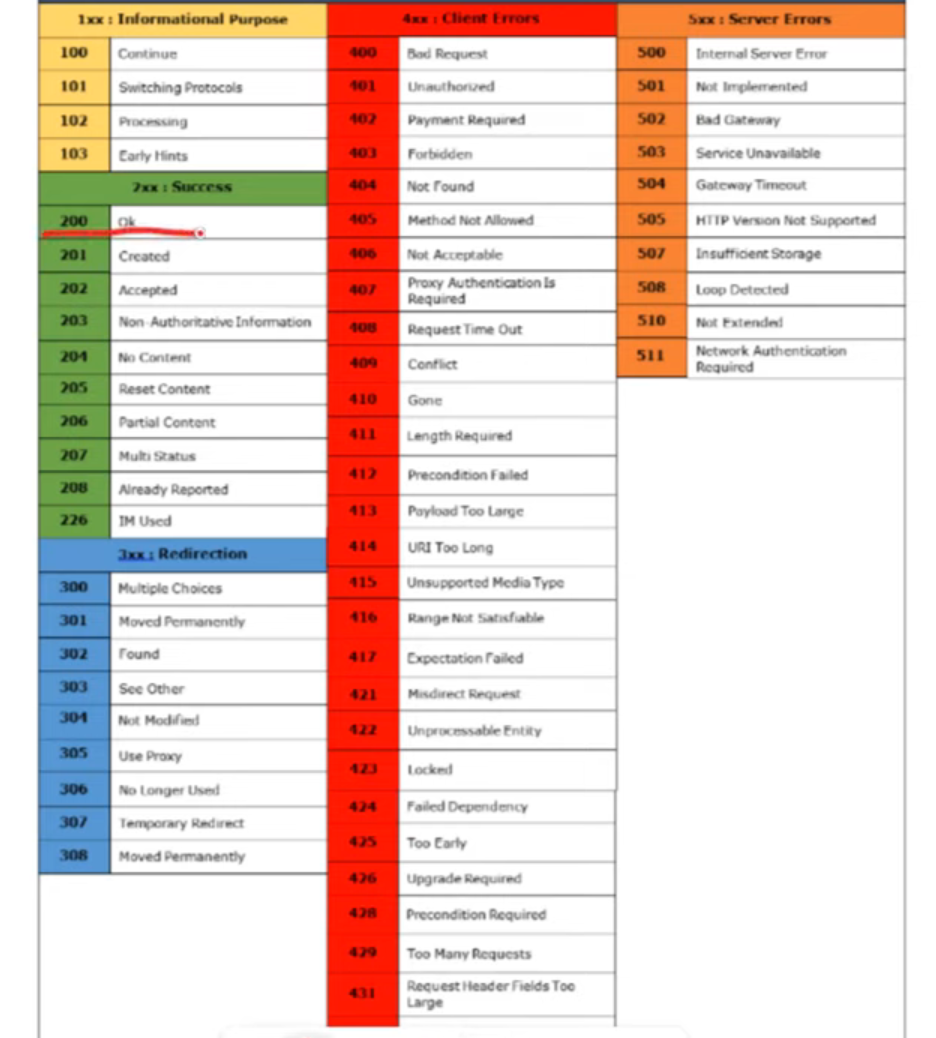 1xx : Informational Purpose
100 Continue
101 Switching Protocols
102 Processing
103 Early Hints
2xx : Success
200 Ok
201 Created
202 Accepted
203 Non-Authoritative Information
204 No Content
205 Reset Content
206 Partial Content
207 Multi Status
208 Already Reported
226 IM Used
3xx : Redirection
300 Multiple Choices
301 Moved Permanently
302 Found
303 See Other
304 Not Modified
305 Use Proxy
306 No Longer Used
307 Temporary Redirect
308 Moved Permanently
4xx : Client Errors
400 Bad Request
401 Unauthorized
402 Payment Required
403 Forbidden
404 Not Found
405 Method Not Allowed
406 Not Acceptable
407 Proxy Authentication Is
Required
408 Request Time Out
409 Conflict
410 Gone
411 Length Required
412 Precondition Failed
413 Payload Too Large
414 URI Too Long
415 Unsupported Media Type
416 Range Not Satisfiable
417 Expectation Failed
421 Misdirect Request
422 Unprocessable Entity
423 Locked
424 Failed Dependency
425 Too Early
426 Upgrade Required
428 Precondition Required
429 Too Many Requests
431 Request Header Fields Too
Large
5xx : Server Errors
500 Internal Server Error
501 Not Implemented
502 Bad Gateway
503 Service Unavailable
504 Gateway Timeout
505 HTTP Version Not Supported
507 Insufficient Storage
508 Loop Detected
510 Not Extended
511 Network Authentication
Required